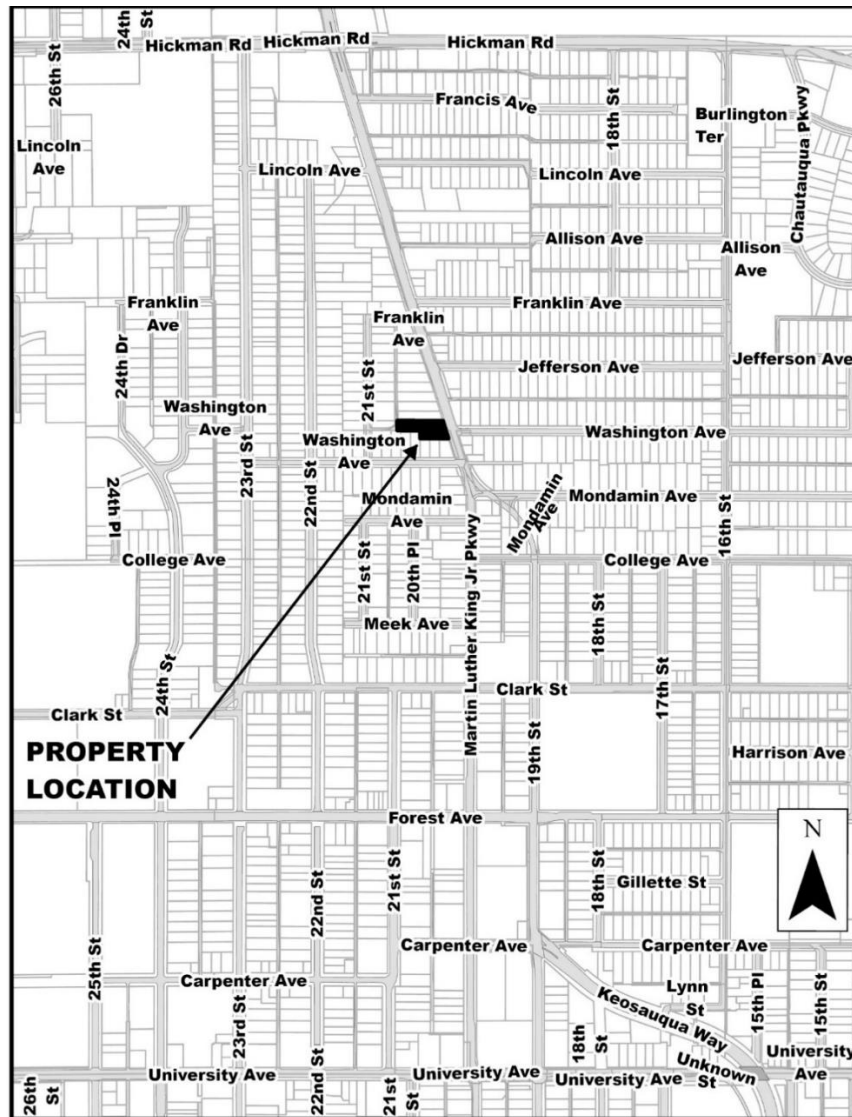 24th
St
26th St
Hickman Rd
Hickman Rd
Hickman Rd
Francis Ave
18th St
Burlington
Ter
Chautauqua Pkwy
Lincoln
Ave
Lincoln Ave
Lincoln Ave
Allison Ave
Allison
Ave
Franklin
Ave
Franklin
Ave
Franklin Ave
24th Dr
21st St
Jefferson Ave
Jefferson Ave
Washington
Ave
Washington
Ave
Washington Ave
23rd St
22nd St
24th Pl
Mondamin
Ave
Mondamin
Ave
Mondamin Ave
16th St
College Ave
College Ave
21st St
20th Pl
Martin Luther King Jr Pkwy
18th St
17th St
Meek Ave
24th St
Clark St
Clark St
19th St
PROPERTY
LOCATION
Harrison Ave
Forest Ave
N
25th St
22nd St
21st St
18th St
Gillette St
Carpenter Ave
Carpenter Ave
Carpenter Ave
23rd St
Lynn
St
Keosauqua Way
15th Pl
15th St
18th
St
Unknown
St
26th
St
University Ave
22nd St
21st
St
University Ave
University Ave
University
Ave